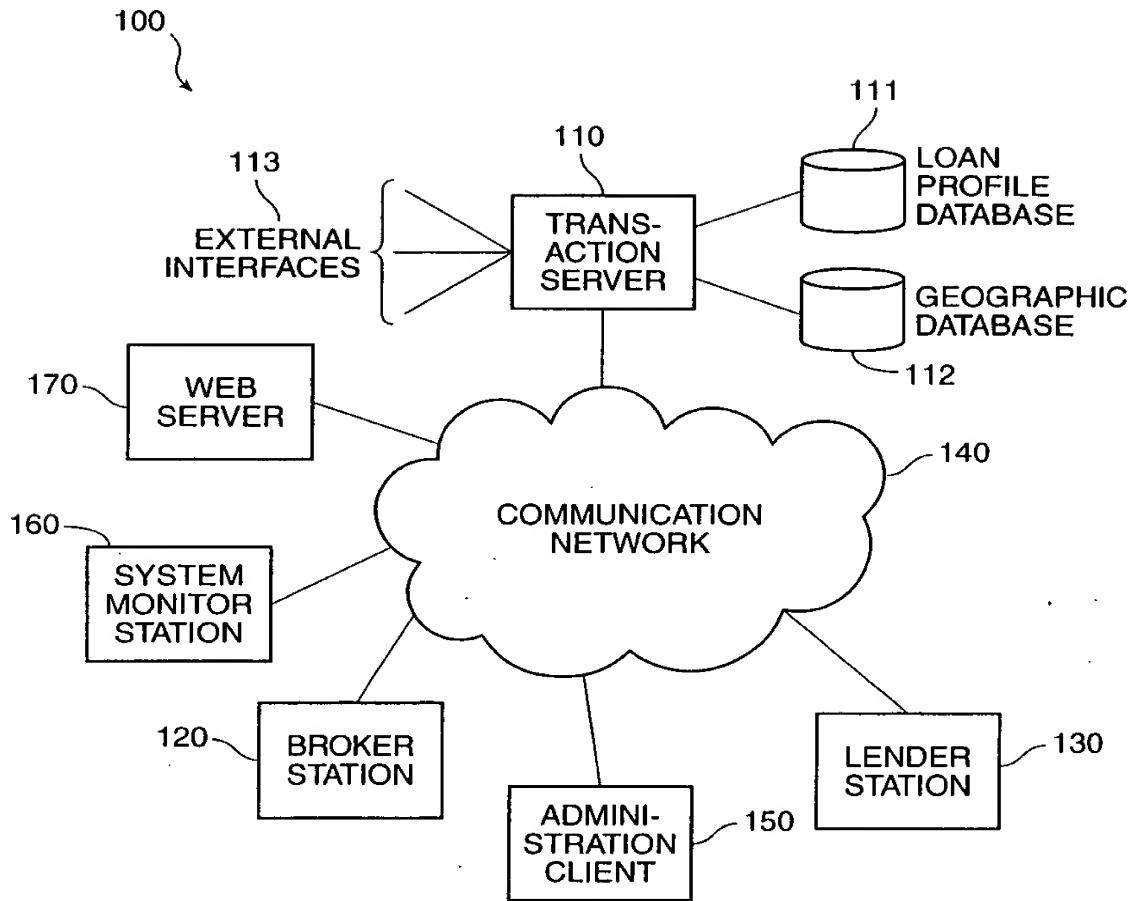 100
111
110
113
LOAN
PROFILE
DATABASE
EXTERNAL
INTERFACES
TRANS-
ACTION
SERVER
GEOGRAPHIC
DATABASE
112
170
WEB
SERVER
140
COMMUNICATION
NETWORK
160
SYSTEM
MONITOR
STATION
120
BROKER
STATION
130
LENDER
STATION
150
ADMINI-
STRATION
CLIENT